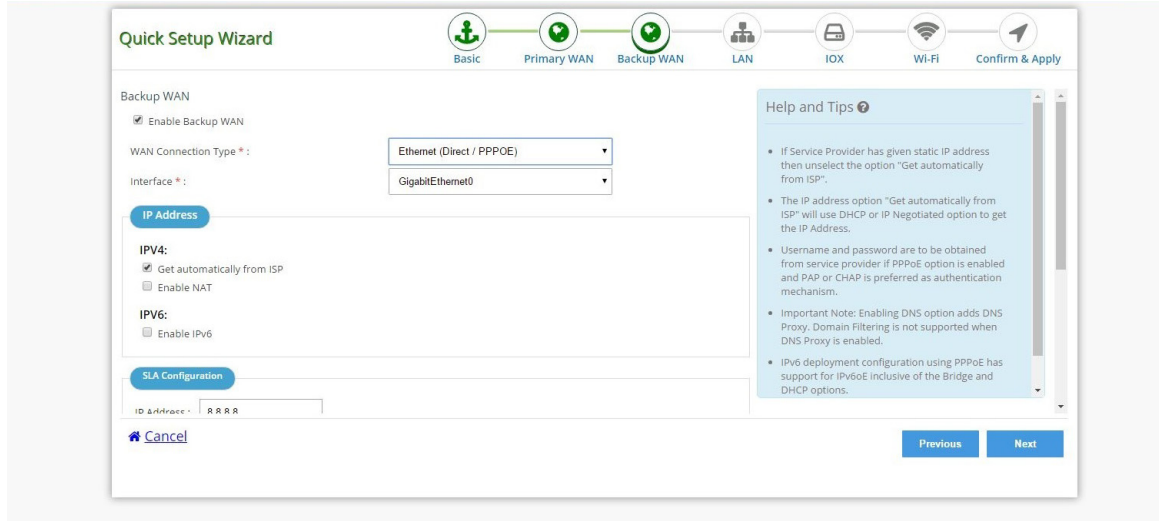 Quick Setup Wizard
Basic
Primary WAN
Backup WAN
LAN
IOX
Wi-Fi
Confirm & Apply
Backup WAN
Enable Backup WAN
WAN Connection Type * :
Ethernet (Direct / PPPOE)
Interface * :
GigabitEthernet0
IP Address
IPV4:
Get automatically from ISP
Enable NAT
IPV6:
Enable IPv6
SLA Configuration
IP Address :
8.8.8.8
Help and Tips
If Service Provider has given static IP
address
then unselect the option "Get automatically
from ISP".
The IP address option "Get automatically from
ISP" will use DHCP or IP Negotiated option to get
the IP Address.
Username and password are to be obtained
from service provider if PPPoE option is enabled
and PAP or CHAP is preferred as authentication
mechanism.
Important Note: Enabling DNS option adds DNS
Proxy. Domain Filtering is not supported when
DNS Proxy is enabled.
IPv6 deployment configuration using PPPoE has
support for IPv6oE inclusive of the Bridge and
DHCP options.
Cancel
Previous
Next